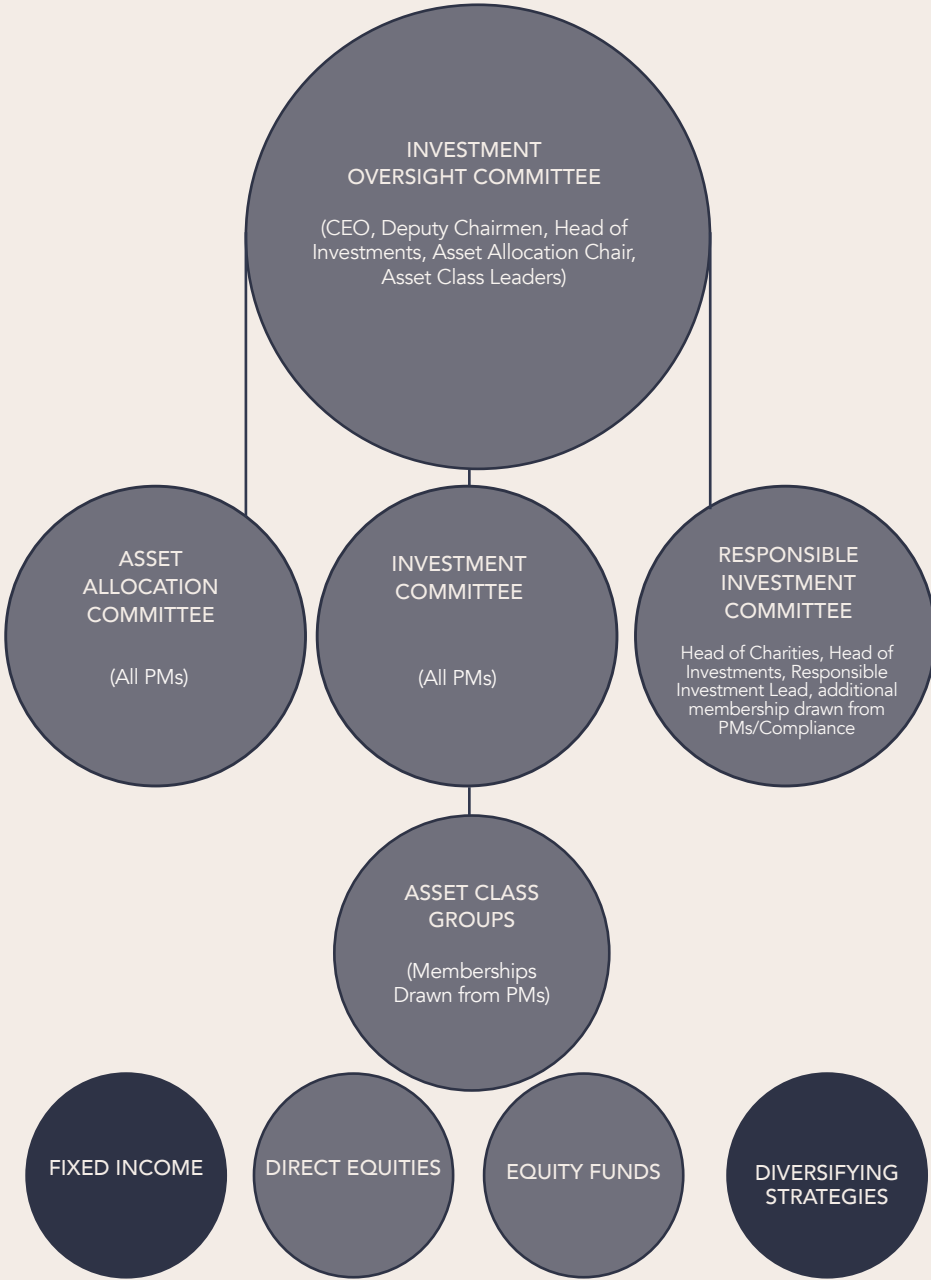 INVESTMENT
OVERSIGHT COMMITTEE
(CEO, Deputy Chairmen, Head of
Investments, Asset Allocation Chair,
Asset Class Leaders)
ASSET
ALLOCATION
COMMITTEE
(All PMs)
INVESTMENT
COMMITTEE
(All PMs)
RESPONSIBLE
INVESTMENT
COMMITTEE
Head of Charities, Head of
Investments, Responsible
Investment Lead, additional
membership drawn from
PMs/Compliance
ASSET CLASS
GROUPS
(Memberships
Drawn from PMs)
FIXED INCOME
DIRECT EQUITIES
EQUITY FUNDS
DIVERSIFYING
STRATEGIES